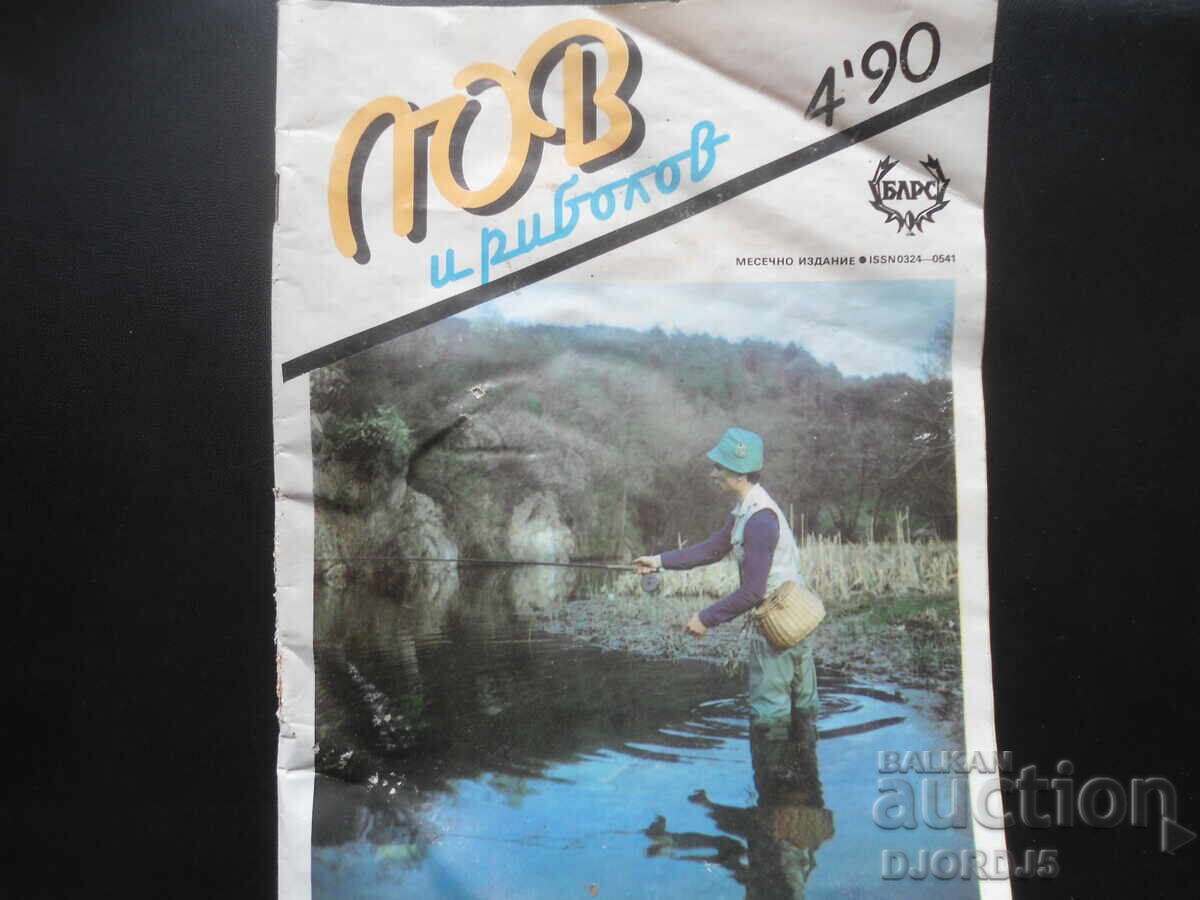 ЛОВ
и риболов
4'90
БЛРС
МЕСЕЧНО ИЗДАНИЕ ● ISSN 0324—0541
BALKAN
auction
DJORDJ5